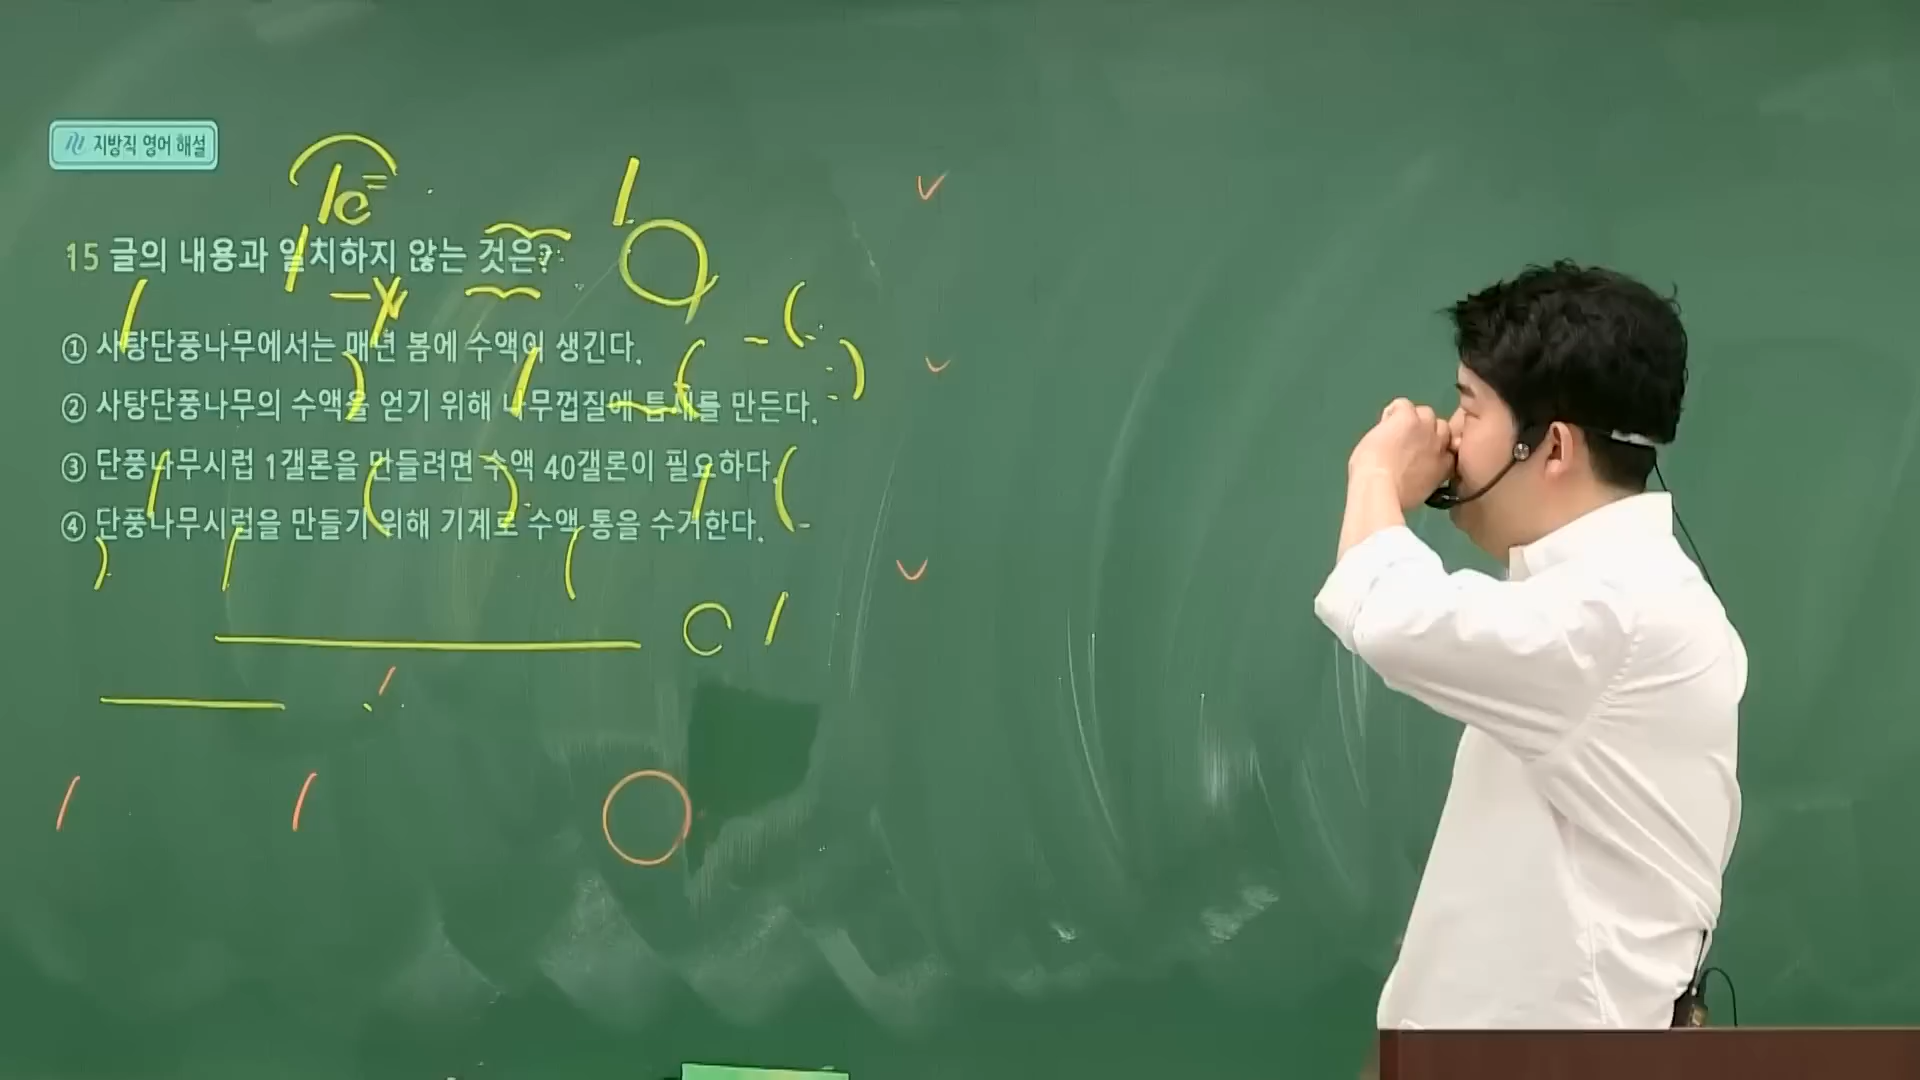 지방직 영어 해설
1e
15 글의 내용과 일치하지 않는 것은?
① 사탕단풍나무에서는 매년 봄에 수액이 생긴다.
② 사탕단풍나무의 수액을 얻기 위해 나무껍질에 틈새를 만든다.
③ 단풍나무시럽 1갤론을 만들려면 수액 40갤론이 필요하다.
④ 단풍나무시럽을 만들기 위해 기계로 수액 통을 수거한다.